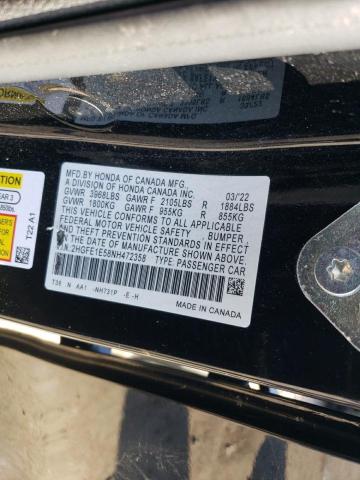 MFD. BY HONDA OF CANADA MFG.,
A DIVISION OF HONDA CANADA INC. 03/'22
GVWR 3968LBS GAWR F 2105LBS R 1884LBS
GVWR 1800KG GAWR F 955KG R 855KG
THIS VEHICLE CONFORMS TO ALL APPLICABLE
FEDERAL MOTOR VEHICLE SAFETY, BUMPER,
AND THEFT PREVENTION STANDARDS IN EFFECT
ON THE DATE OF MANUFACTURE SHOWN ABOVE.
V.I.N.:2HGFE1E58NH472358 TYPE: PASSENGER CAR
T38 N AA1 -NH731P -E-H
MADE IN CANADA
T22 A1